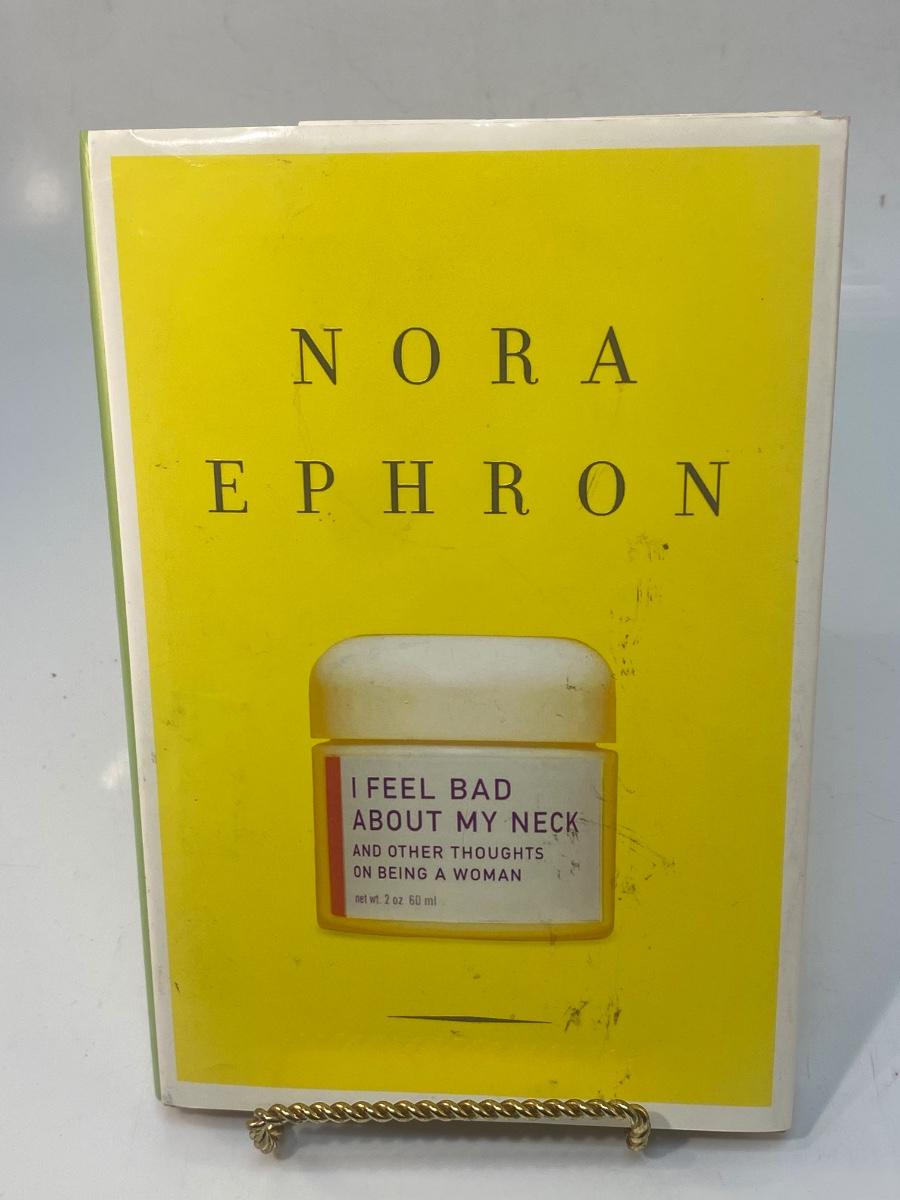 NORA
EPHRON
I FEEL BAD
ABOUT MY NECK
AND OTHER THOUGHTS
ON BEING A WOMAN
net wt. 2 oz 60 ml